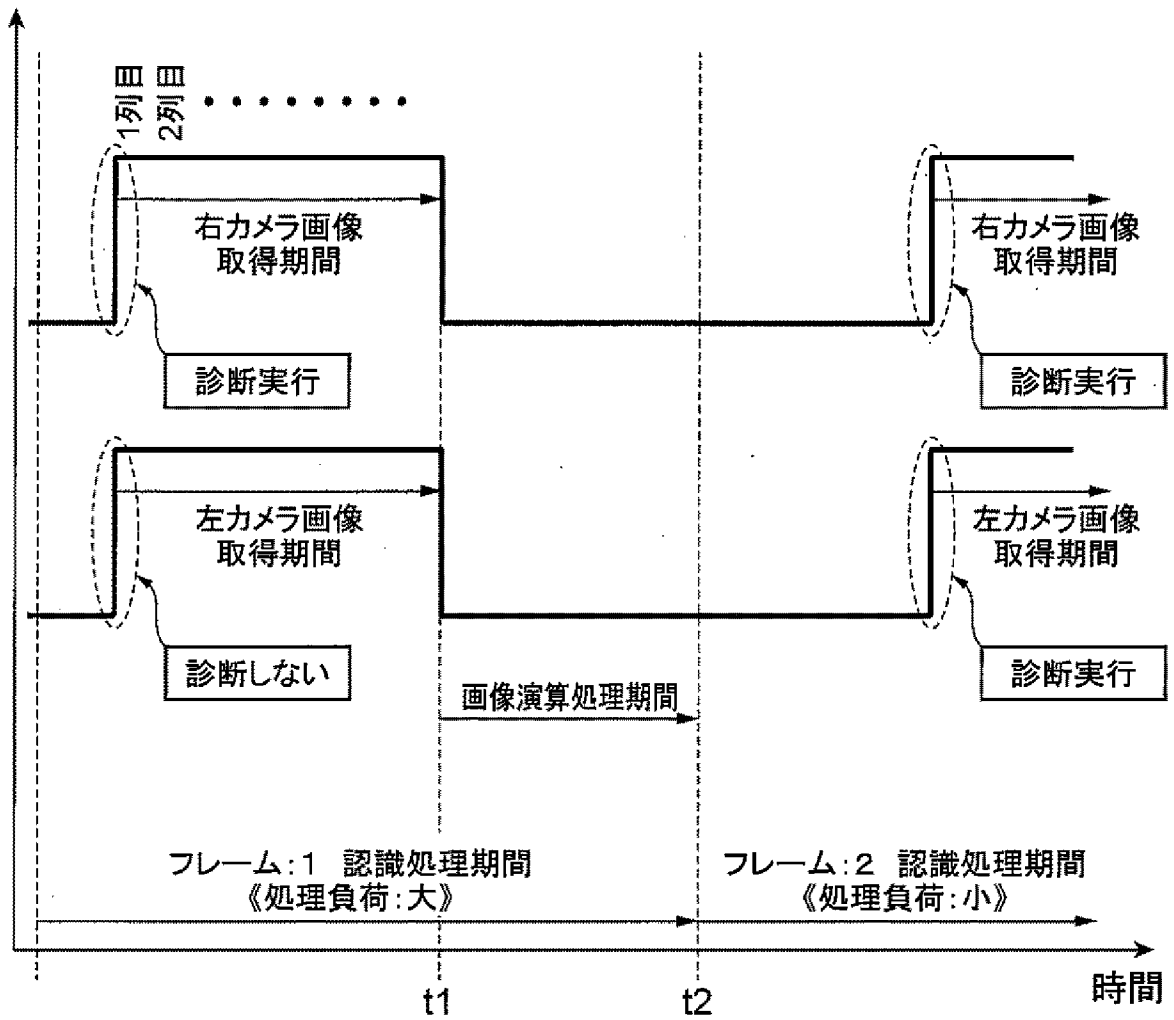 1列目
2列目
右カメラ画像
取得期間
右カメラ画像
取得期間
診断実行
診断実行
左カメラ画像
取得期間
左カメラ画像
取得期間
診断しない
診断実行
画像演算処理期間
フレーム:1 認識処理期間
《処理負荷:大》
フレーム:2 認識処理期間
《処理負荷:小》
t1
t2
時間